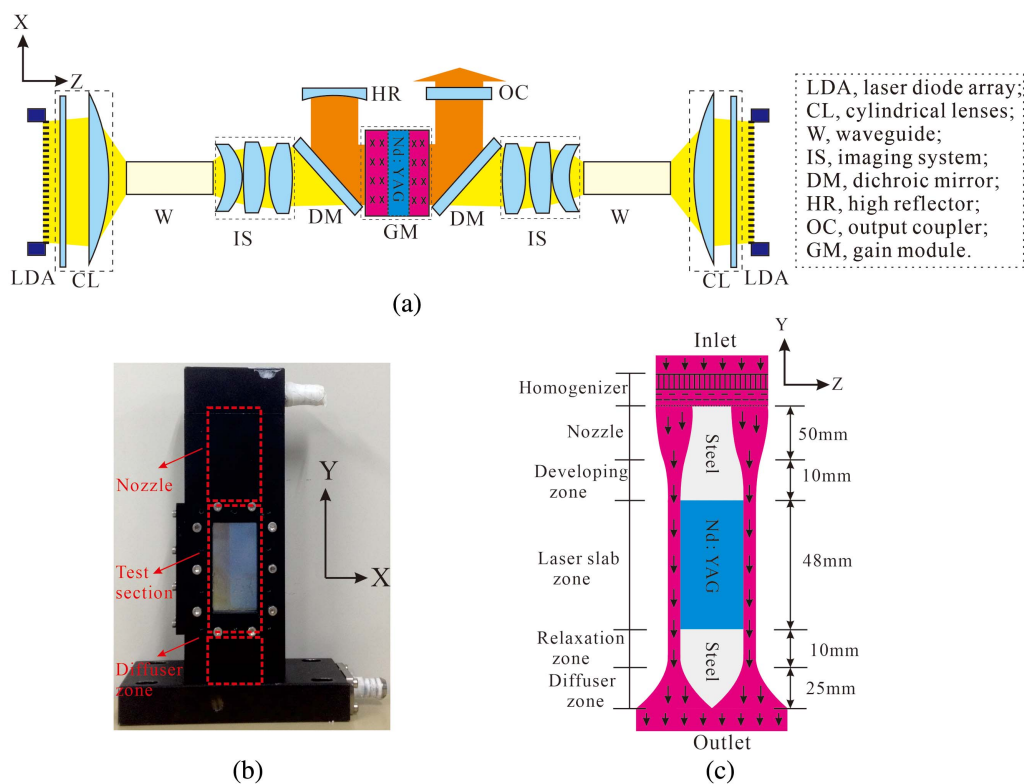 X
Z
HR
OC
x x
x x
x x
x x
Nd:YAG
x x
x x
x x
x x
LDA
CL
W
IS
DM
GM
DM
IS
W
CL
LDA
LDA, laser diode array;
CL, cylindrical lenses;
W, waveguide;
IS, imaging system;
DM, dichroic mirror;
HR, high reflector;
OC, output coupler;
GM, gain module.
(a)
Nozzle
Test
section
Diffuser
zone
Y
X
(b)
Inlet
Y
Z
Homogenizer
Nozzle
Steel
50mm
Developing
zone
10mm
Laser slab
zone
Nd: YAG
48mm
Relaxation
zone
Steel
10mm
Diffuser
zone
25mm
Outlet
(c)